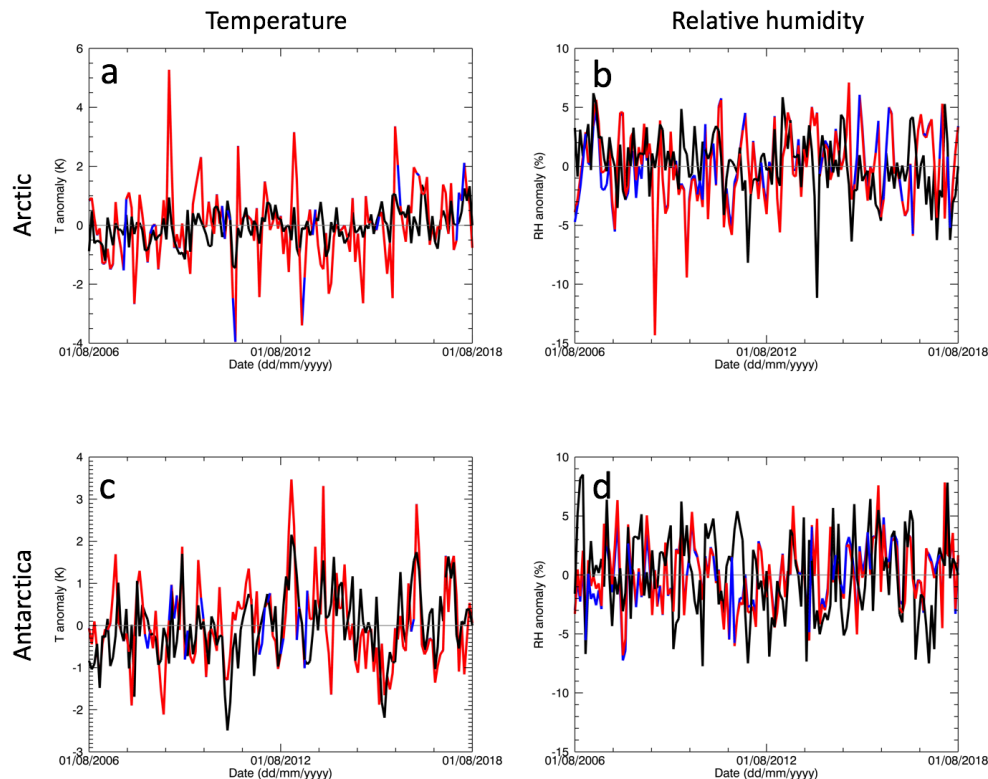 Temperature
Relative humidity
Arctic
a
6
4
2
0
-2
-4
T anomaly (K)
01/08/2006
01/08/2012
01/08/2018
Date (dd/mm/yyyy)
b
10
5
0
-5
-10
-15
RH anomaly (%)
01/08/2006
01/08/2012
01/08/2018
Date (dd/mm/yyyy)
Antarctica
c
4
3
2
1
0
-1
-2
-3
T anomaly (K)
01/08/2006
01/08/2012
01/08/2018
Date (dd/mm/yyyy)
d
10
5
0
-5
-10
-15
RH anomaly (%)
01/08/2006
01/08/2012
01/08/2018
Date (dd/mm/yyyy)